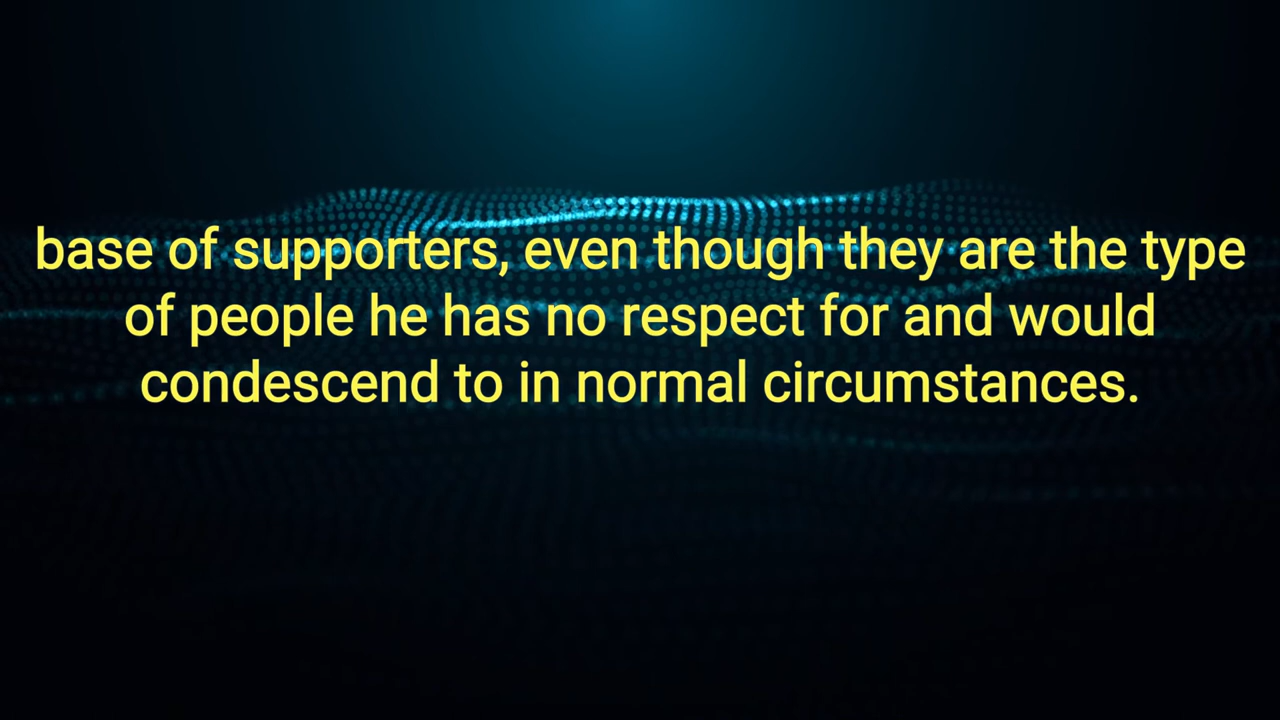 base of supporters, even though they are the type
of people he has no respect for and would
condescend to in normal circumstances.